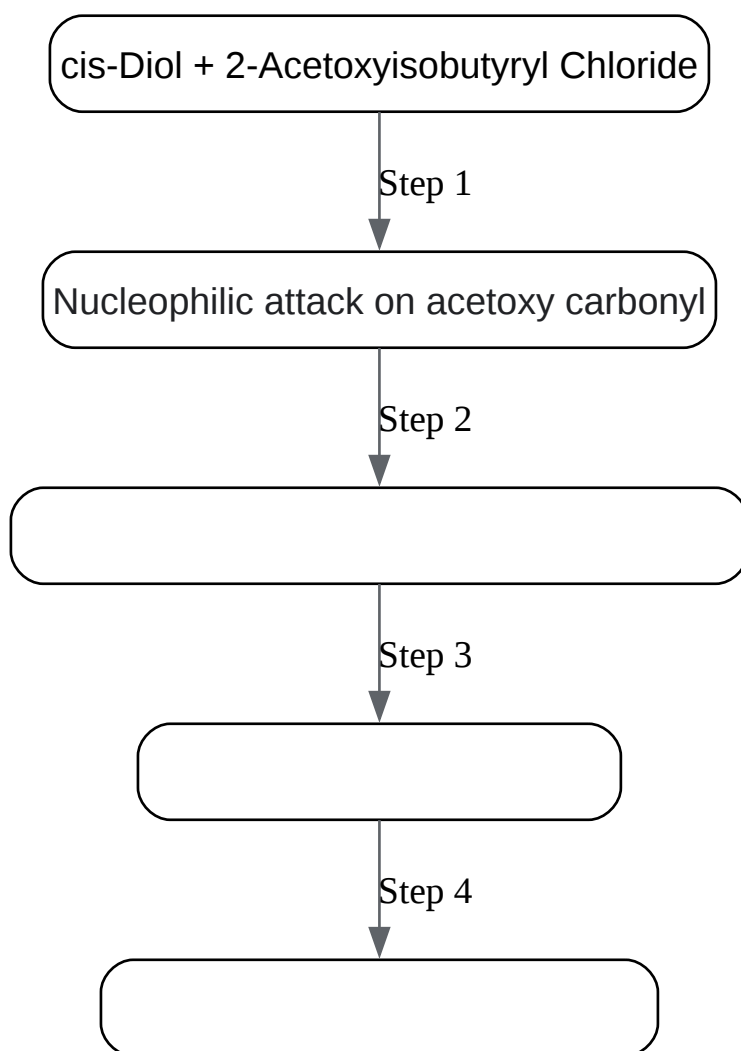 cis-Diol + 2-Acetoxyisobutyryl Chloride
Step 1
Nucleophilic attack on acetoxy carbonyl
Step 2
Step 3
Step 4